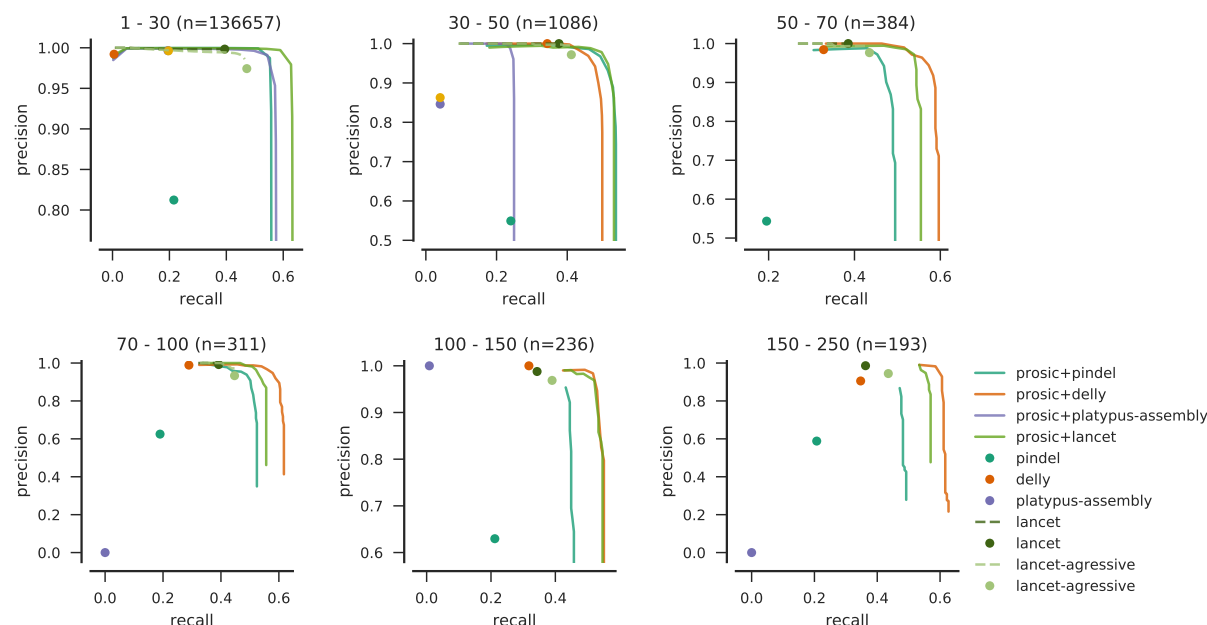 1 - 30 (n=136657)
1.00
0.95
0.90
0.85
0.80
precision
0.0 0.2 0.4 0.6
recall
30 - 50 (n=1086)
1.0
0.9
0.8
0.7
0.6
0.5
precision
0.0 0.2 0.4
recall
50 - 70 (n=384)
1.0
0.9
0.8
0.7
0.6
0.5
precision
0.2 0.4 0.6
recall
70 - 100 (n=311)
1.0
0.8
0.6
0.4
0.2
0.0
precision
0.0 0.2 0.4 0.6
recall
100 - 150 (n=236)
1.0
0.9
0.8
0.7
0.6
precision
0.0 0.2 0.4
recall
150 - 250 (n=193)
1.0
0.8
0.6
0.4
0.2
0.0
precision
0.0 0.2 0.4 0.6
recall
prosic+pindel
prosic+delly
prosic+platypus-assembly
prosic+lancet
pindel
delly
platypus-assembly
lancet
lancet
lancet-agressive
lancet-agressive